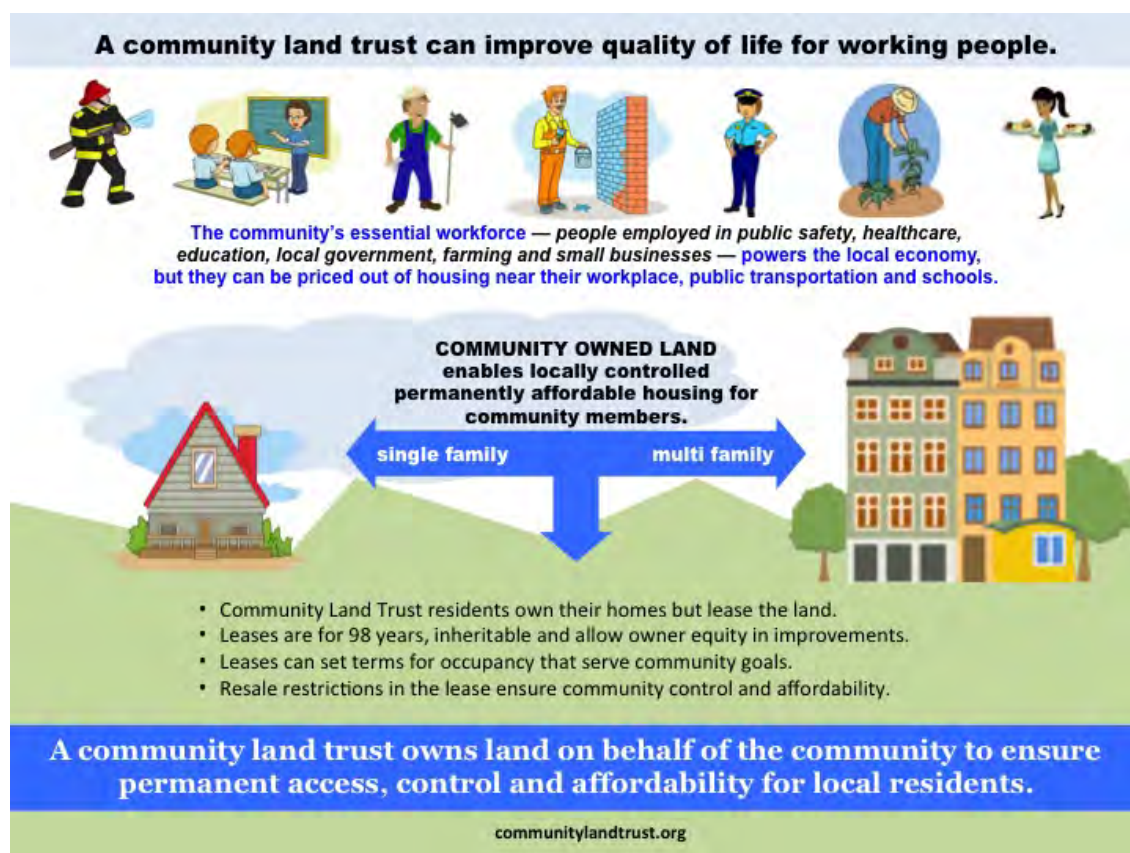 A community land trust can improve quality of life for working people.
The community's essential workforce — people employed in public safety, healthcare,
education, local government, farming and small businesses — powers the local economy,
but they can be priced out of housing near their workplace, public transportation and schools.
COMMUNITY OWNED LAND
enables locally controlled
permanently affordable housing for
community members.
single family
multi family
• Community Land Trust residents own their homes but lease the land.
• Leases are for 98 years, inheritable and allow owner equity in improvements.
• Leases can set terms for occupancy that serve community goals.
• Resale restrictions in the lease ensure community control and affordability.
A community land trust owns land on behalf of the community to ensure
permanent access, control and affordability for local residents.
communitylandtrust.org